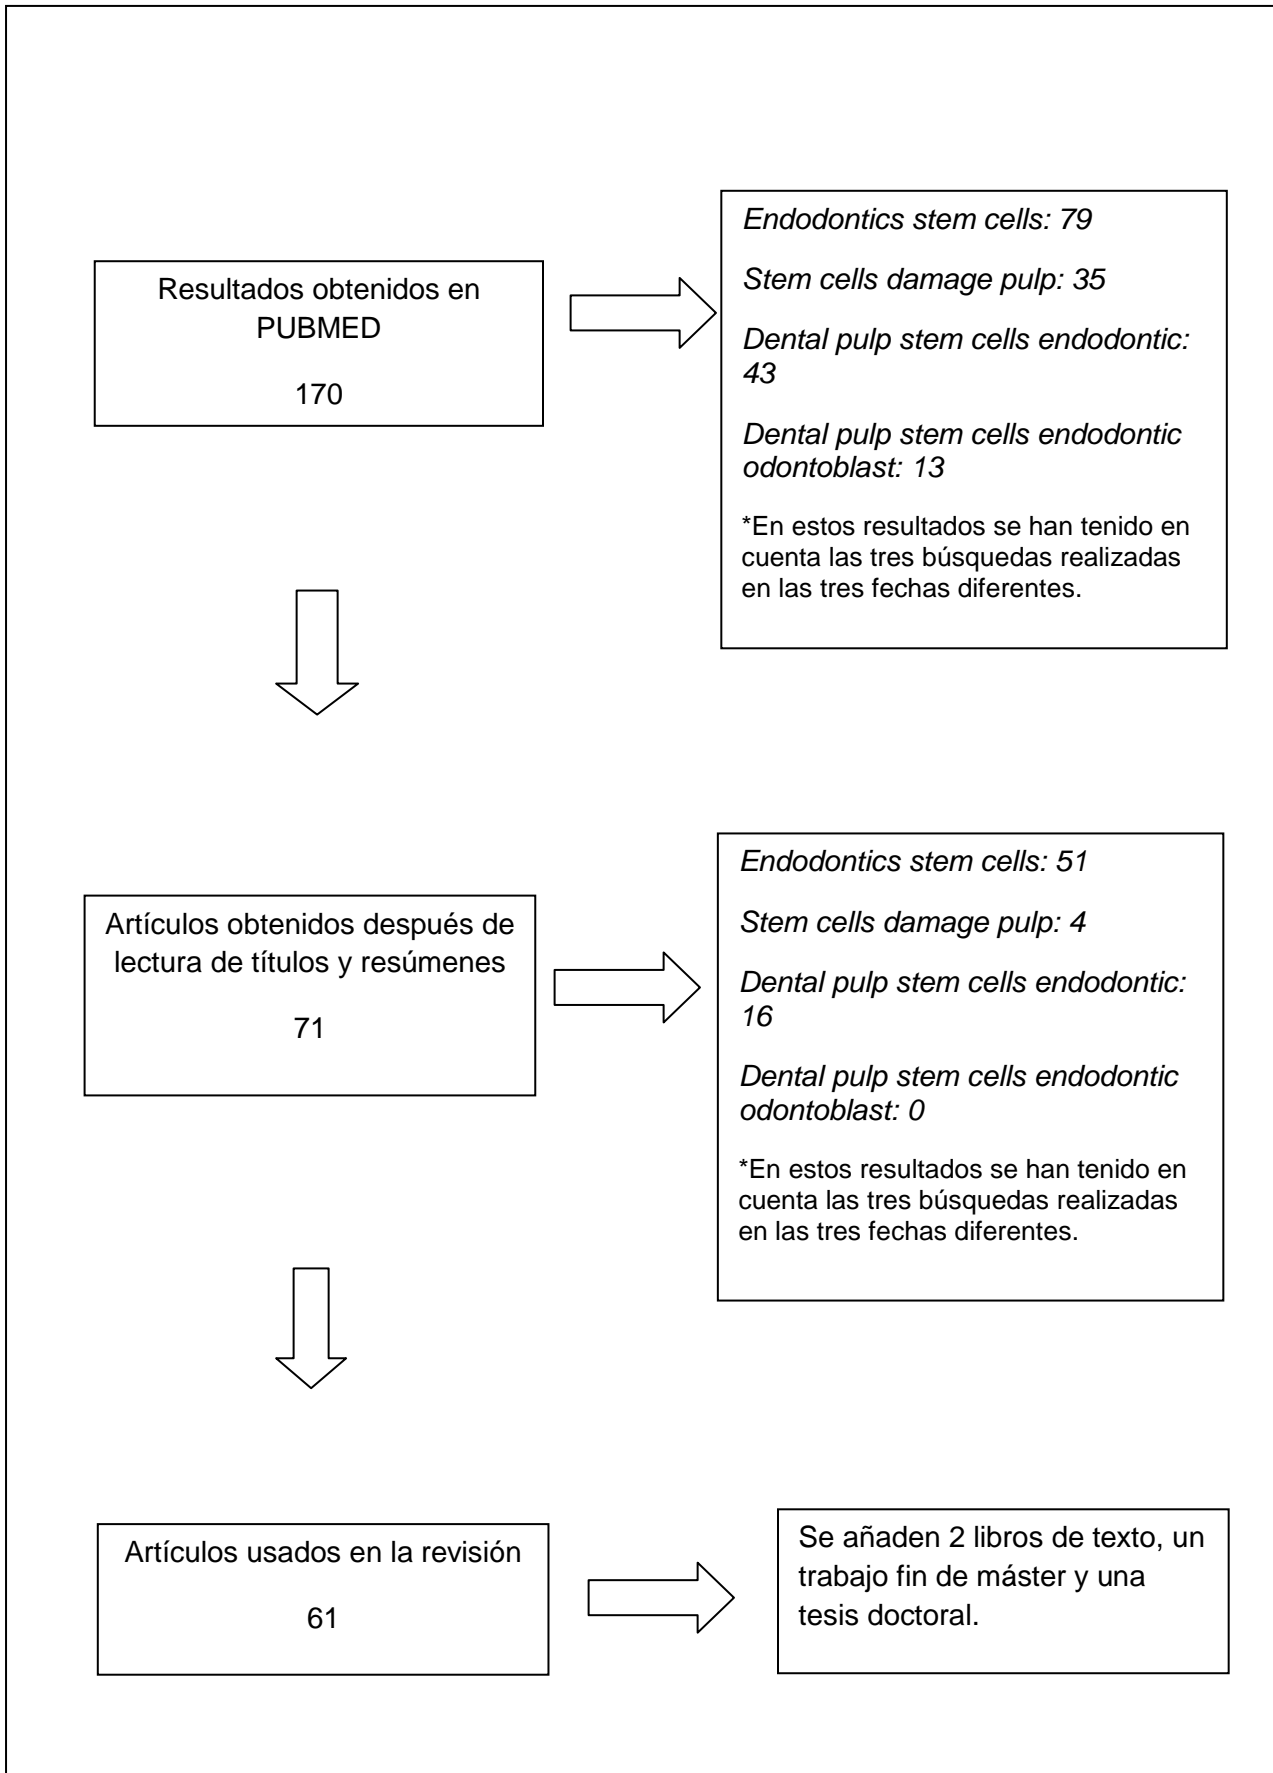 Resultados obtenidos en
PUBMED
170
Endodontics stem cells: 79
Stem cells damage pulp: 35
Dental pulp stem cells endodontic:
43
Dental pulp stem cells endodontic
odontoblast: 13
*En estos resultados se han tenido en
cuenta las tres búsquedas realizadas
en las tres fechas diferentes.
Artículos obtenidos después de
lectura de títulos y resúmenes
71
Endodontics stem cells: 51
Stem cells damage pulp: 4
Dental pulp stem cells endodontic:
16
Dental pulp stem cells endodontic
odontoblast: 0
*En estos resultados se han tenido en
cuenta las tres búsquedas realizadas
en las tres fechas diferentes.
Artículos usados en la revisión
61
Se añaden 2 libros de texto, un
trabajo fin de máster y una
tesis doctoral.